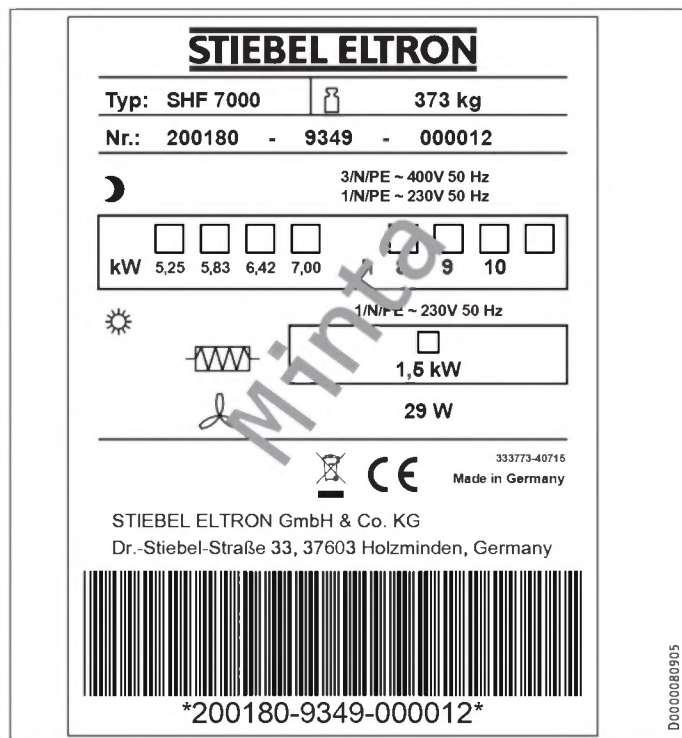 STIEBEL ELTRON
Typ: SHF 7000 373 kg
Nr.: 200180 - 9349 - 000012
3/N/PE ~ 400V 50 Hz
1/N/PE ~ 230V 50 Hz
kW 5,25 5,83 6,42 7,00 8 9 10
1/N/PE ~ 230V 50 Hz
1,5 kW
29 W
Minta
CE
333773-40715
Made in Germany
STIEBEL ELTRON GmbH & Co. KG
Dr.-Stiebel-Straße 33, 37603 Holzminden, Germany
*200180-9349-000012*
D0000080905